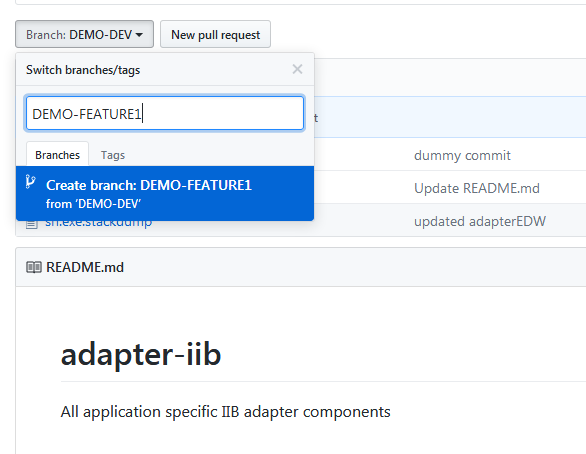 Branch: DEMO-DEV New pull request
Switch branches/tags
DEMO-FEATURE1
Branches Tags
dummy commit
Create branch: DEMO-FEATURE1
from ‘DEMO-DEV’
Update README.md
sh.exe.stackdump updated adapterEDW
README.md
adapter-iib
All application specific IIB adapter components